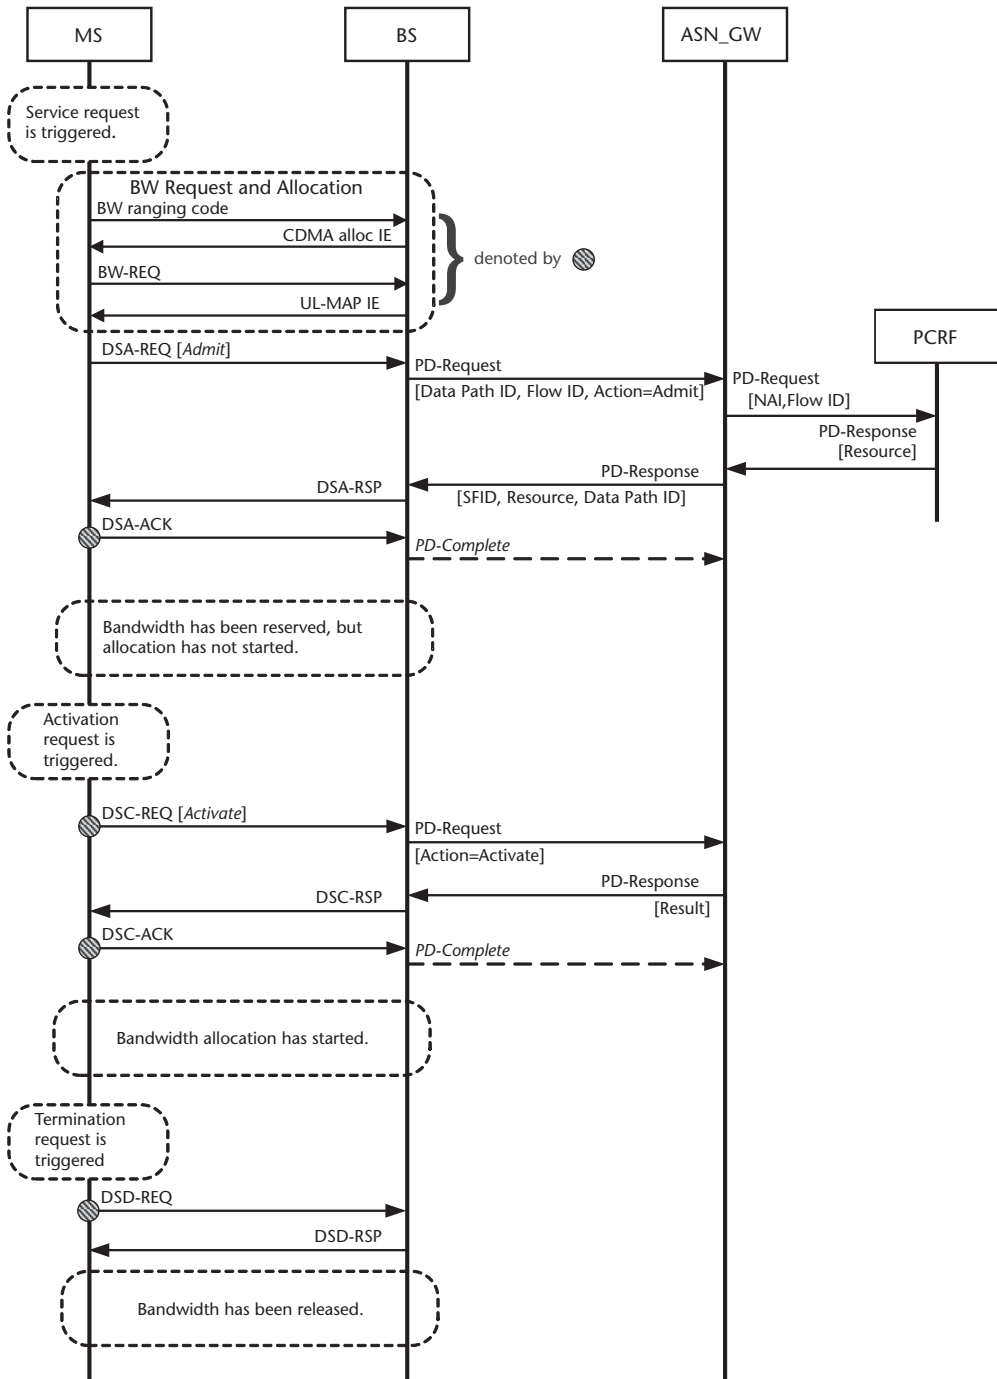 MS
BS
ASN_GW
Service request
is triggered.
BW Request and Allocation
BW ranging code
CDMA alloc IE
denoted by
BW-REQ
UL-MAP IE
PCRF
DSA-REQ [Admit]
PD-Request
[Data Path ID, Flow ID, Action=Admit]
PD-Request
[NAI,Flow ID]
PD-Response
[Resource]
PD-Response
[SFID, Resource, Data Path ID]
DSA-RSP
DSA-ACK
PD-Complete
Bandwidth has been reserved, but
allocation has not started.
Activation
request is
triggered.
DSC-REQ [Activate]
PD-Request
[Action=Activate]
PD-Response
[Result]
DSC-RSP
DSC-ACK
PD-Complete
Bandwidth allocation has started.
Termination
request is
triggered
DSD-REQ
DSD-RSP
Bandwidth has been released.